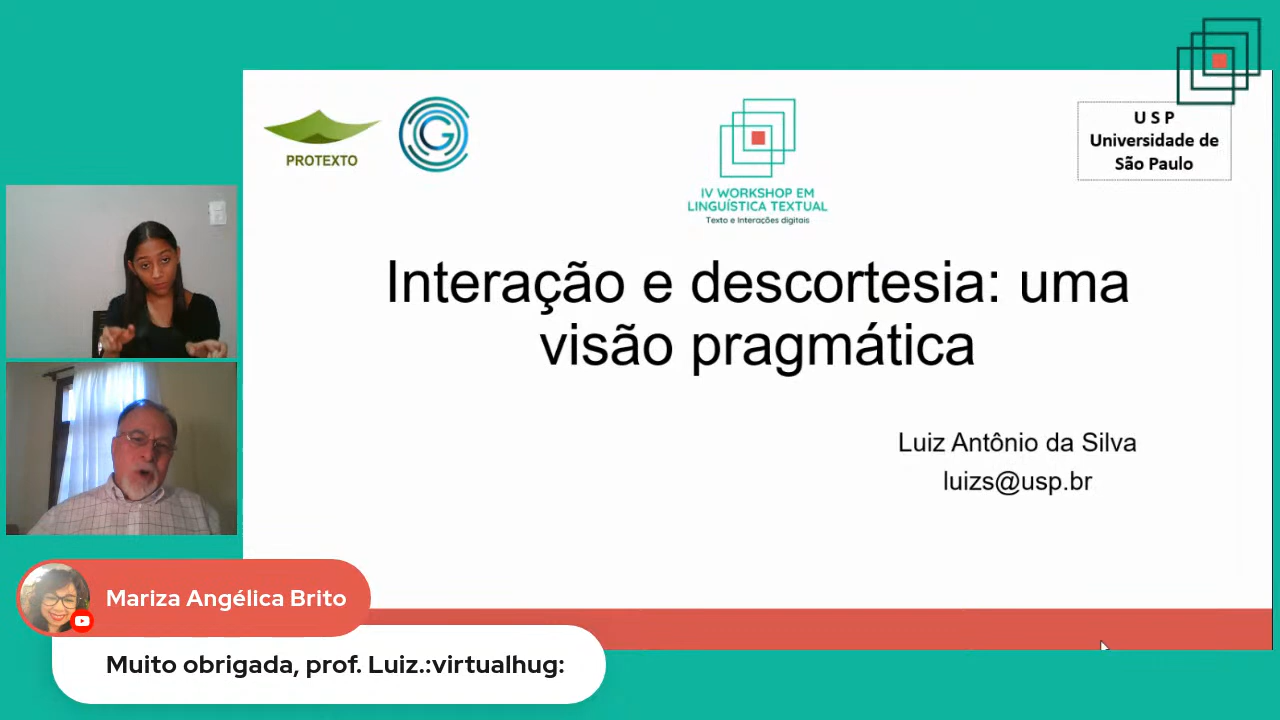 PROTEXTO
G
IV WORKSHOP EM
LINGUÍSTICA TEXTUAL
Texto e Interações digitais
U S P
Universidade de
São Paulo
Interação e descortesia: uma
visão pragmática
Luiz Antônio da Silva
luizs@usp.br
Mariza Angélica Brito
Muito obrigada, prof. Luiz.:virtualhug: